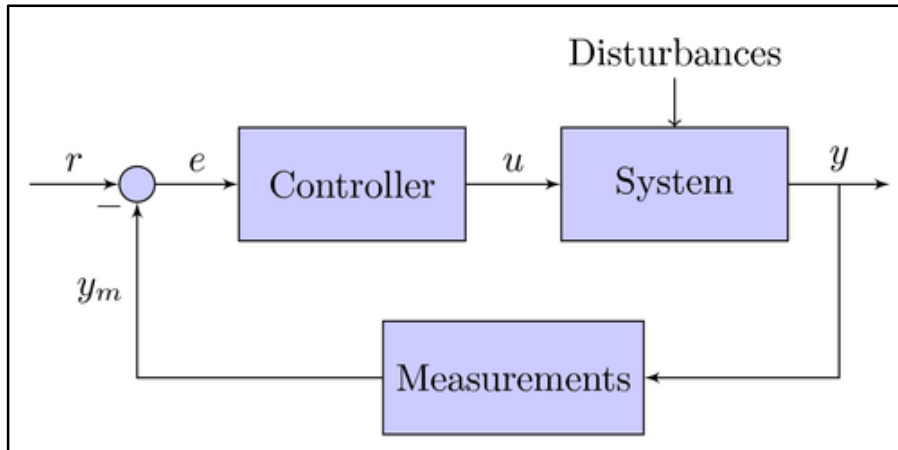 Disturbances
r
e
Controller
u
System
y
−
y_m
Measurements